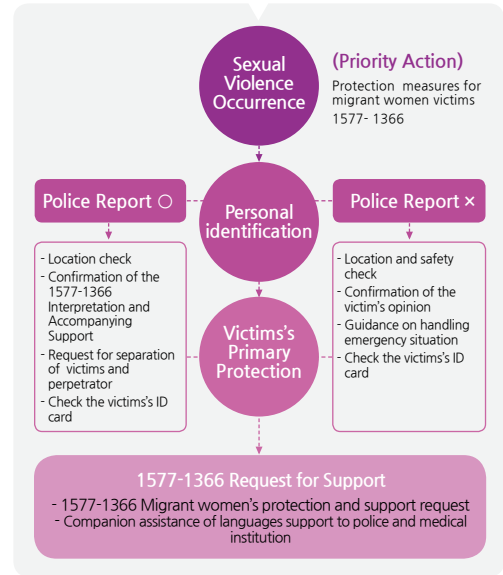 Sexual
Violence
Occurrence
(Priority Action)
Protection measures for
migrant women victims
1577- 1366
Police Report ○
Personal
identification
Police Report ×
- Location check
- Confirmation of the
1577-1366
Interpretation and
Accompanying
Support
- Request for separation
of victims and
perpetrator
- Check the victims's ID
card
Victims's
Primary
Protection
- Location and safety
check
- Confirmation of the
victim's opinion
- Guidance on handling
emergency situation
- Check the victims's ID
card
1577-1366 Request for Support
- 1577-1366 Migrant women's protection and support request
- Companion assistance of languages support to police and medical
institution